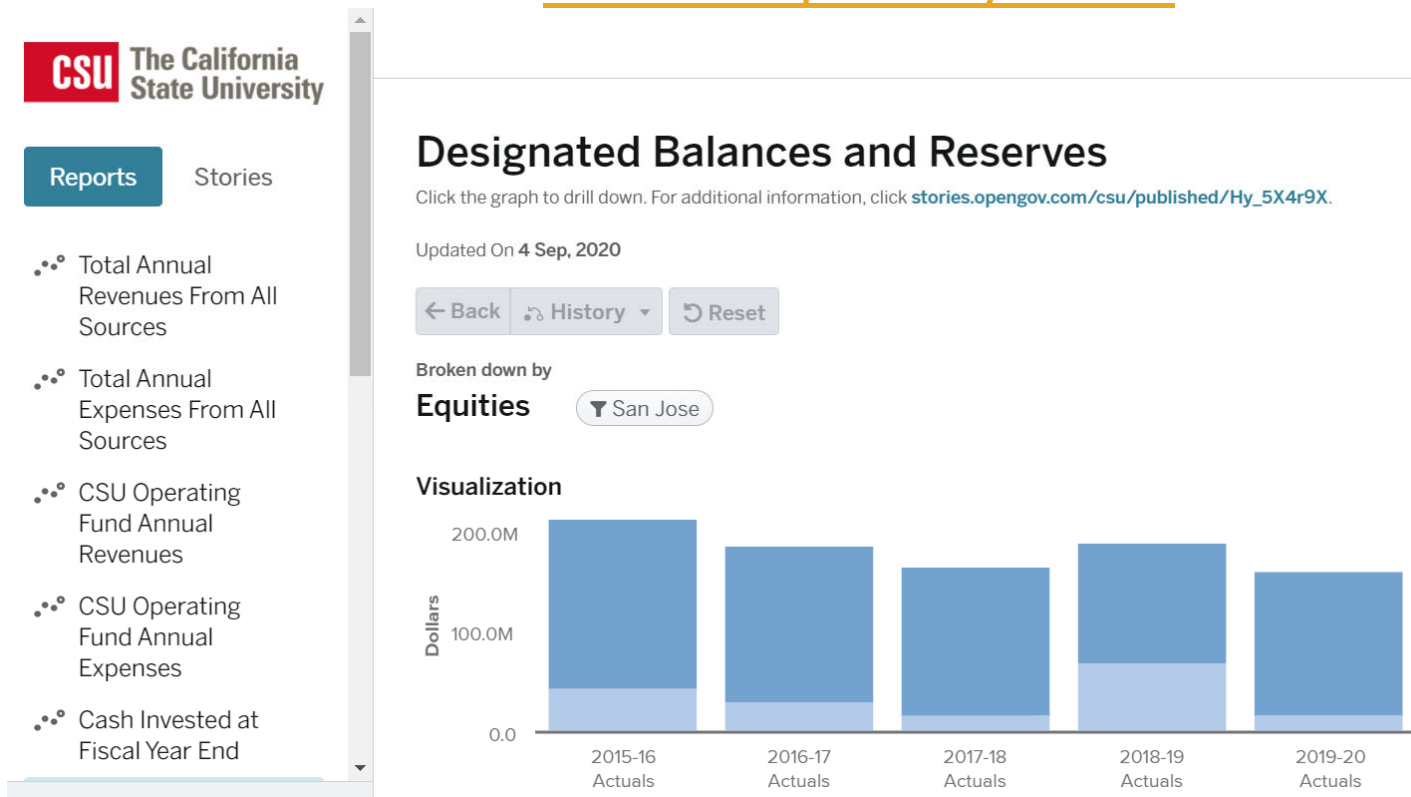 CSU The California
State University
Reports Stories
Total Annual
Revenues From All
Sources
Total Annual
Expenses From All
Sources
CSU Operating
Fund Annual
Revenues
CSU Operating
Fund Annual
Expenses
Cash Invested at
Fiscal Year End
Designated Balances and Reserves
Click the graph to drill down. For additional information, click stories.opengov.com/csu/published/Hy_5X4r9X.
Updated On 4 Sep, 2020
Back History Reset
Broken down by
Equities San Jose
Visualization
Dollars
200.0M
100.0M
0.0
2015-16 Actuals
2016-17 Actuals
2017-18 Actuals
2018-19 Actuals
2019-20 Actuals